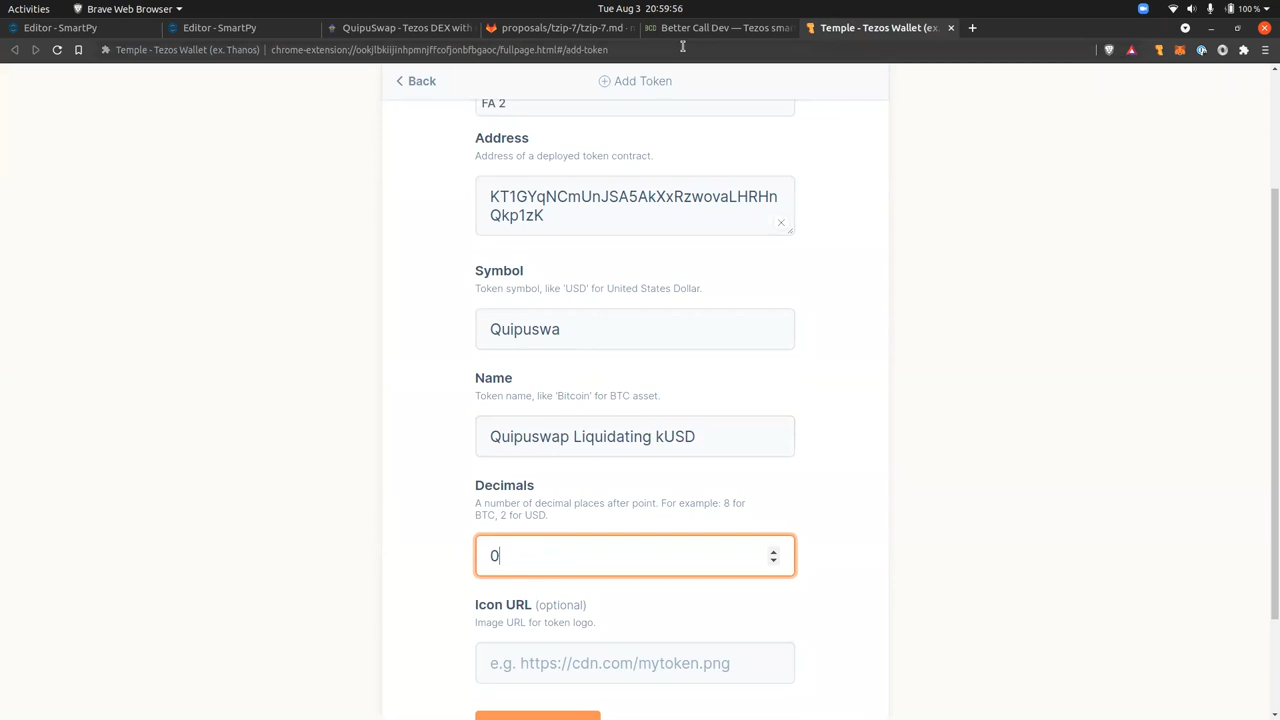 Activities
Brave Web Browser
Tue Aug 3 20:59:56
100 %
Editor - SmartPy
Editor - SmartPy
QuipuSwap - Tezos DEX with
proposals/tzip-7/tzip-7.md · m
BCD Better Call Dev — Tezos smar
Temple - Tezos Wallet (ex.
Temple - Tezos Wallet (ex. Thanos)
chrome-extension://ookjlbkiijinhpmnjffcofjonbfbgaoc/fullpage.html#/add-token
Back
Add Token
FA 2
Address
Address of a deployed token contract.
KT1GYqNCmUnJSA5AkXxRzwovaLHRHn
Qkp1zK
Symbol
Token symbol, like 'USD' for United States Dollar.
Quipuswa
Name
Token name, like 'Bitcoin' for BTC asset.
Quipuswap Liquidating kUSD
Decimals
A number of decimal places after point. For example: 8 for
BTC, 2 for USD.
0
Icon URL (optional)
Image URL for token logo.
e.g. https://cdn.com/mytoken.png